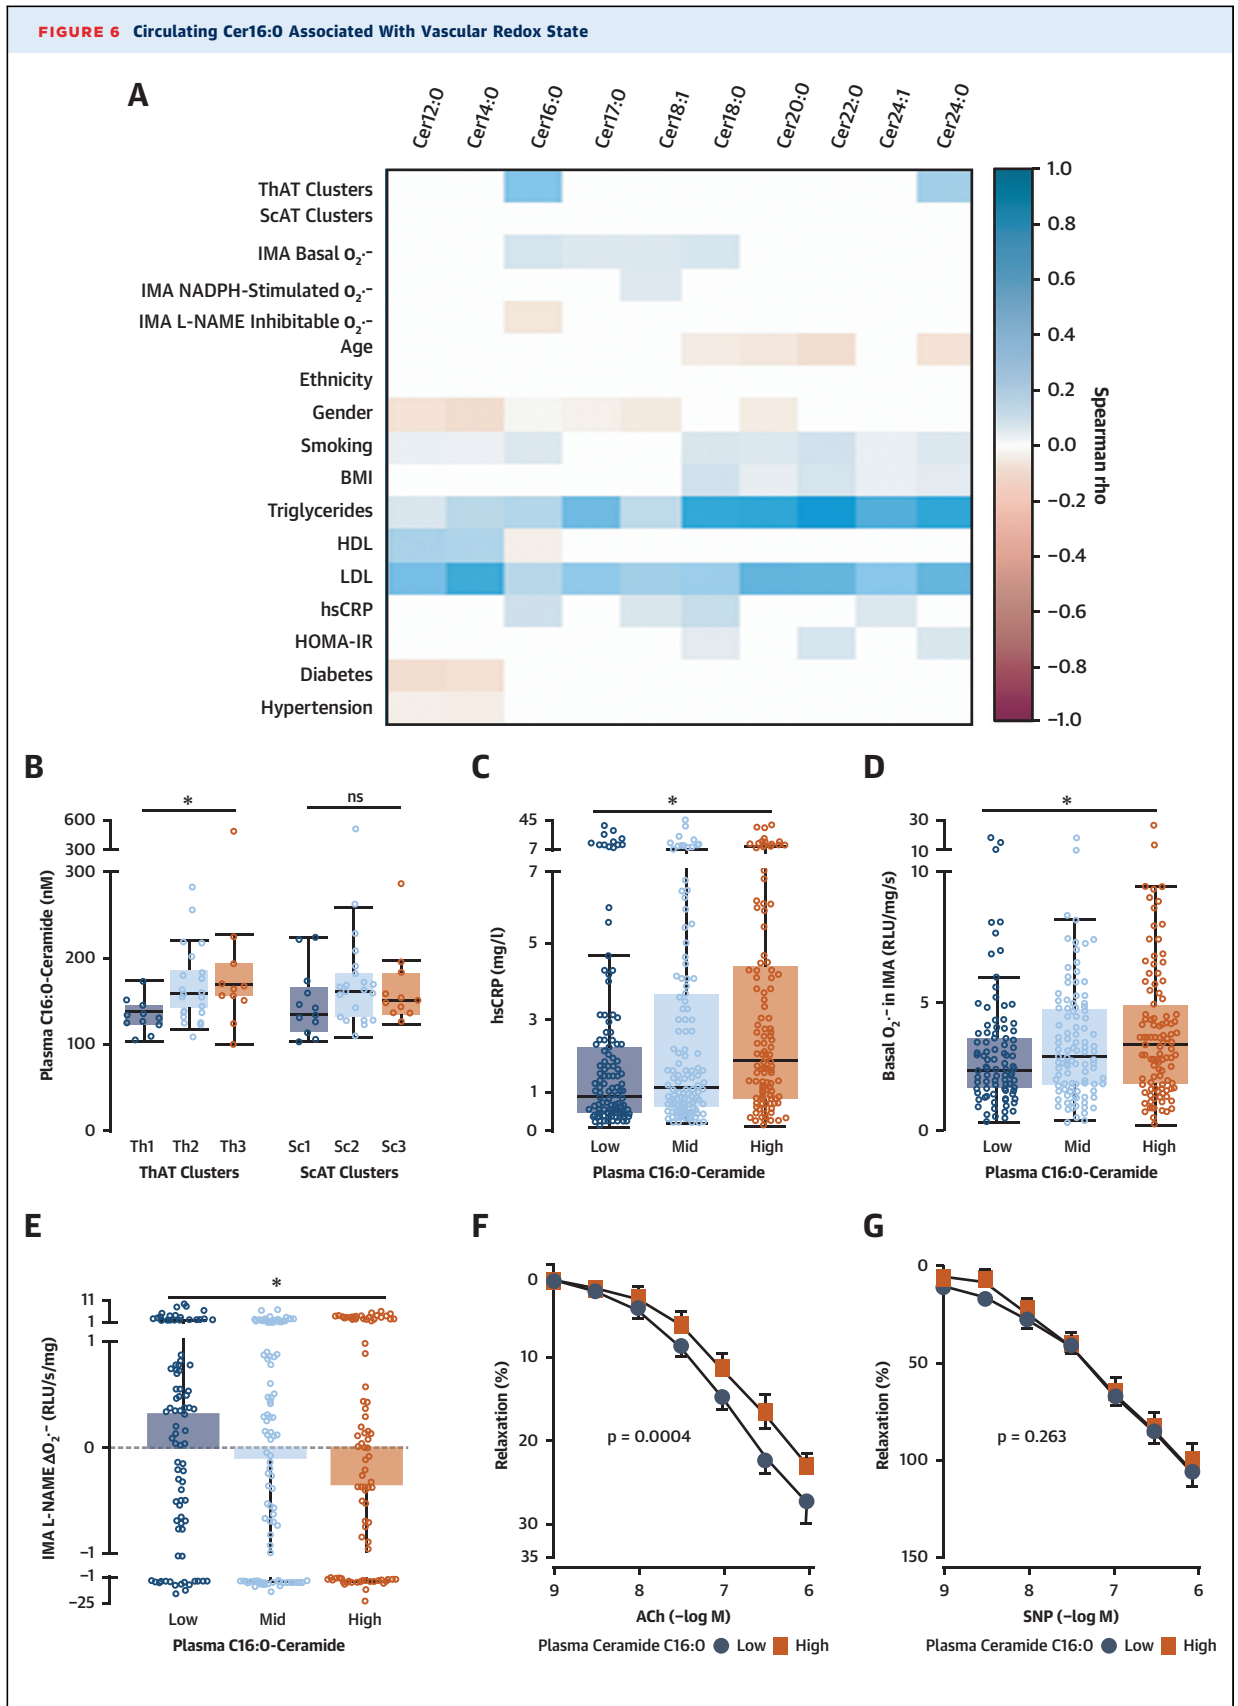 FIGURE 6 Circulating Cer16:0 Associated With Vascular Redox State
A
Cer12:0 Cer14:0 Cer16:0 Cer17:0 Cer18:1 Cer18:0 Cer20:0 Cer22:0 Cer24:1 Cer24:0
ThAT Clusters
ScAT Clusters
IMA Basal O₂·−
IMA NADPH-Stimulated O₂·−
IMA L-NAME Inhibitable O₂·−
Age
Ethnicity
Gender
Smoking
BMI
Triglycerides
HDL
LDL
hsCRP
HOMA-IR
Diabetes
Hypertension
1.0
0.8
0.6
0.4
0.2
0.0
−0.2
−0.4
−0.6
−0.8
−1.0
Spearman rho
B
Plasma C16:0-Ceramide (nM)
600
300
300
200
100
0
*
ns
Th1 Th2 Th3 Sc1 Sc2 Sc3
ThAT Clusters ScAT Clusters
C
hsCRP (mg/l)
45
7
7
5
3
1
0
*
Low Mid High
Plasma C16:0-Ceramide
D
Basal O₂·− in IMA (RLU/mg/s)
30
10
10
5
0
*
Low Mid High
Plasma C16:0-Ceramide
E
IMA L-NAME ΔO₂·− (RLU/s/mg)
11
1
1
0
−1
−1
−25
*
Low Mid High
Plasma C16:0-Ceramide
F
Relaxation (%)
0
10
20
30
35
p = 0.0004
9 8 7 6
ACh (−log M)
Plasma Ceramide C16:0 Low High
G
Relaxation (%)
0
50
100
150
p = 0.263
9 8 7 6
SNP (−log M)
Plasma Ceramide C16:0 Low High